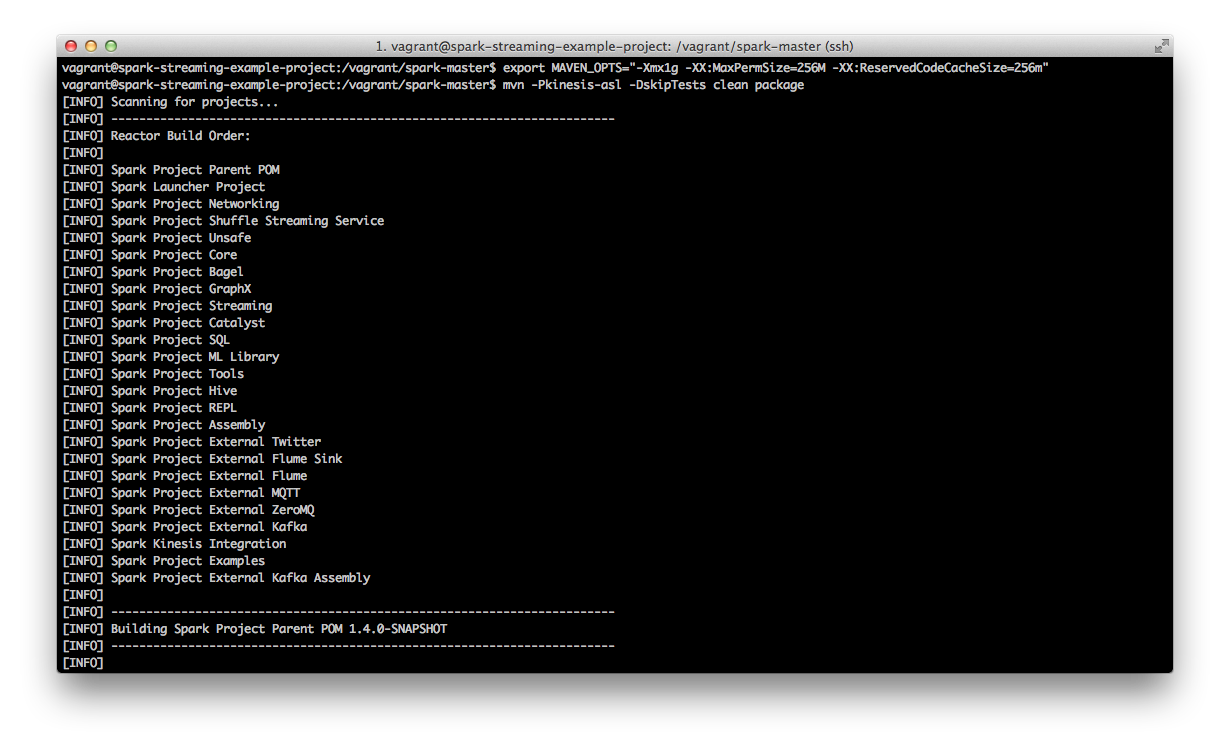 1. vagrant@spark-streaming-example-project: /vagrant/spark-master (ssh)
vagrant@spark-streaming-example-project:/vagrant/spark-master$ export MAVEN_OPTS="-Xmx1g -XX:MaxPermSize=256M -XX:ReservedCodeCacheSize=256m"
vagrant@spark-streaming-example-project:/vagrant/spark-master$ mvn -Pkinesis-asl -DskipTests clean package
[INFO] Scanning for projects...
[INFO] ------------------------------------------------------------------------
[INFO] Reactor Build Order:
[INFO]
[INFO] Spark Project Parent POM
[INFO] Spark Launcher Project
[INFO] Spark Project Networking
[INFO] Spark Project Shuffle Streaming Service
[INFO] Spark Project Unsafe
[INFO] Spark Project Core
[INFO] Spark Project Bagel
[INFO] Spark Project GraphX
[INFO] Spark Project Streaming
[INFO] Spark Project Catalyst
[INFO] Spark Project SQL
[INFO] Spark Project ML Library
[INFO] Spark Project Tools
[INFO] Spark Project Hive
[INFO] Spark Project REPL
[INFO] Spark Project Assembly
[INFO] Spark Project External Twitter
[INFO] Spark Project External Flume Sink
[INFO] Spark Project External Flume
[INFO] Spark Project External MQTT
[INFO] Spark Project External ZeroMQ
[INFO] Spark Project External Kafka
[INFO] Spark Kinesis Integration
[INFO] Spark Project Examples
[INFO] Spark Project External Kafka Assembly
[INFO]
[INFO] ------------------------------------------------------------------------
[INFO] Building Spark Project Parent POM 1.4.0-SNAPSHOT
[INFO] ------------------------------------------------------------------------
[INFO]